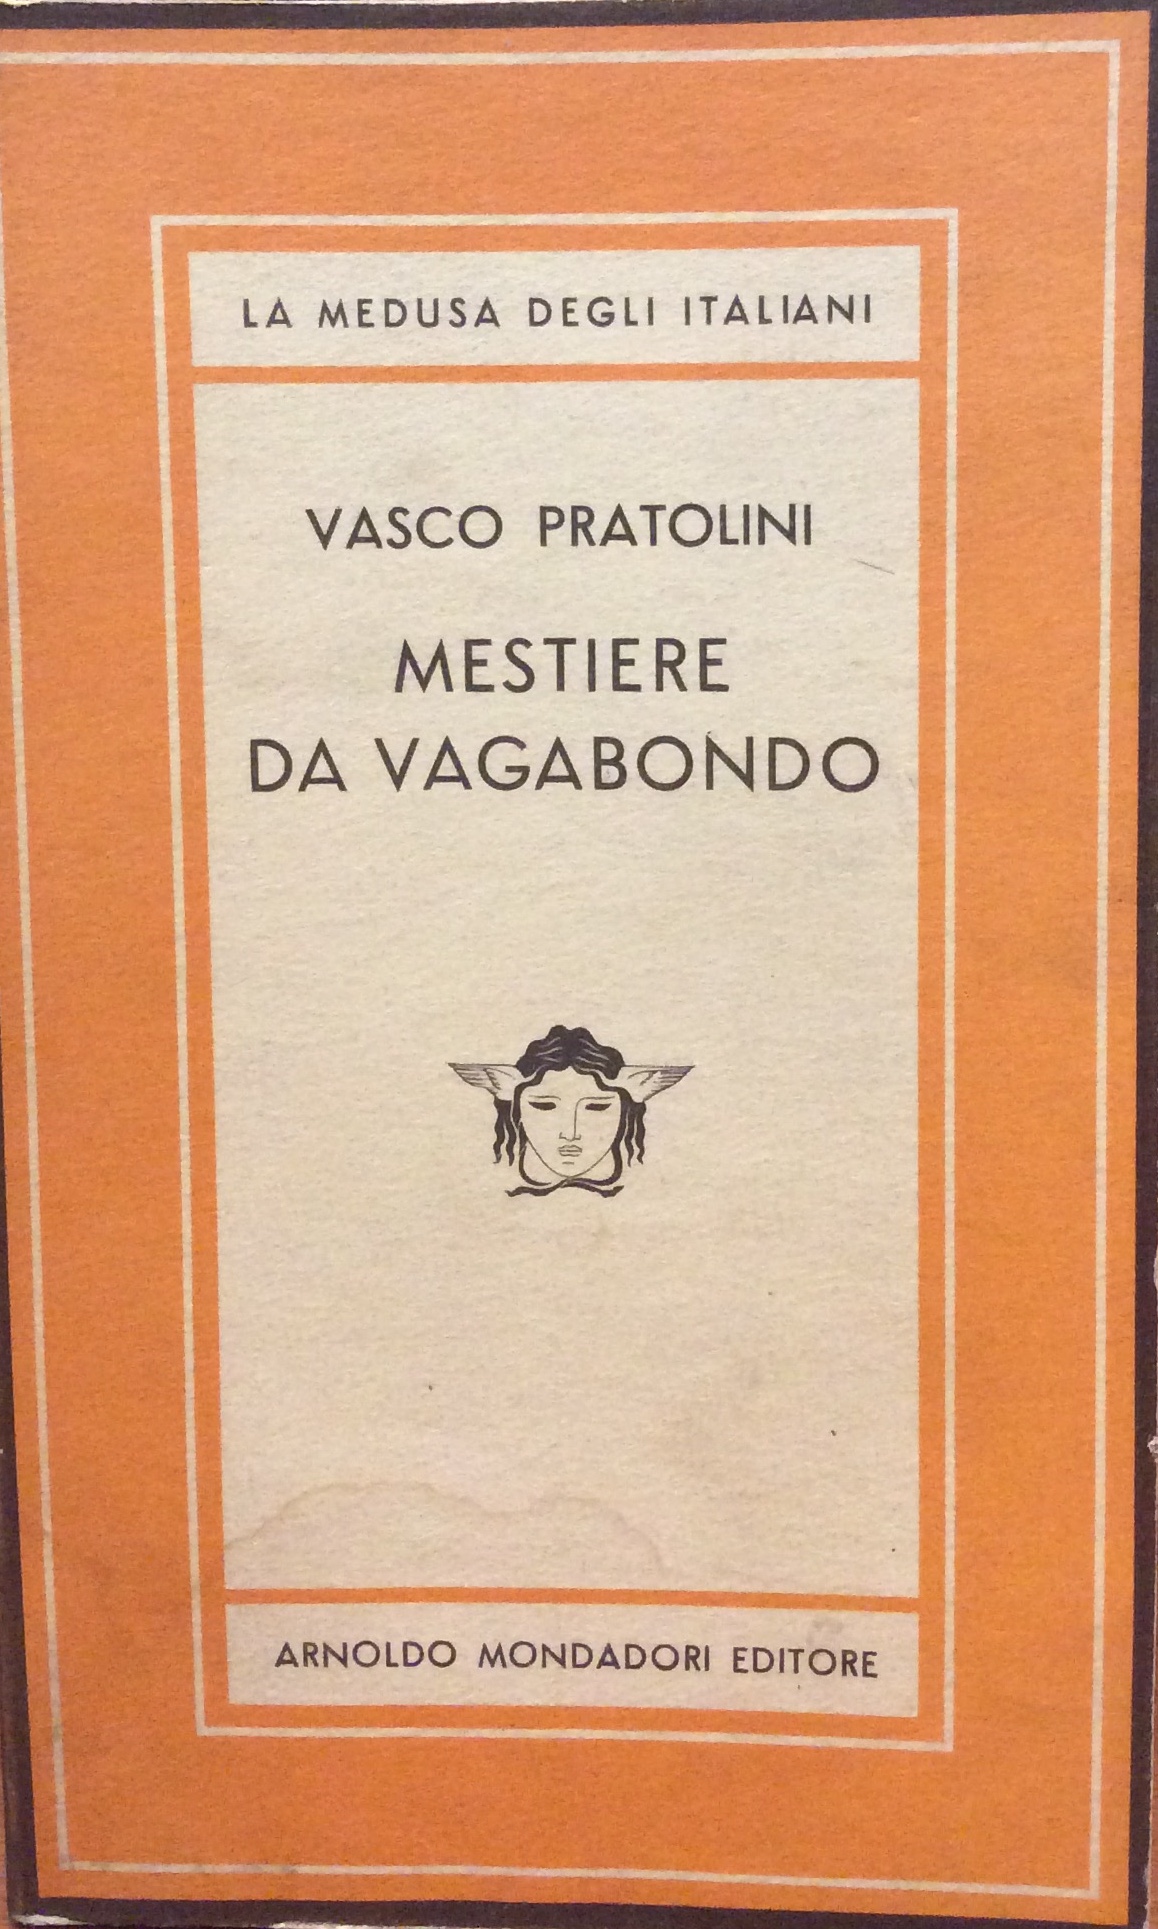 LA MEDUSA DEGLI ITALIANI
VASCO PRATOLINI
MESTIERE
DA VAGABONDO
ARNOLDO MONDADORI EDITORE